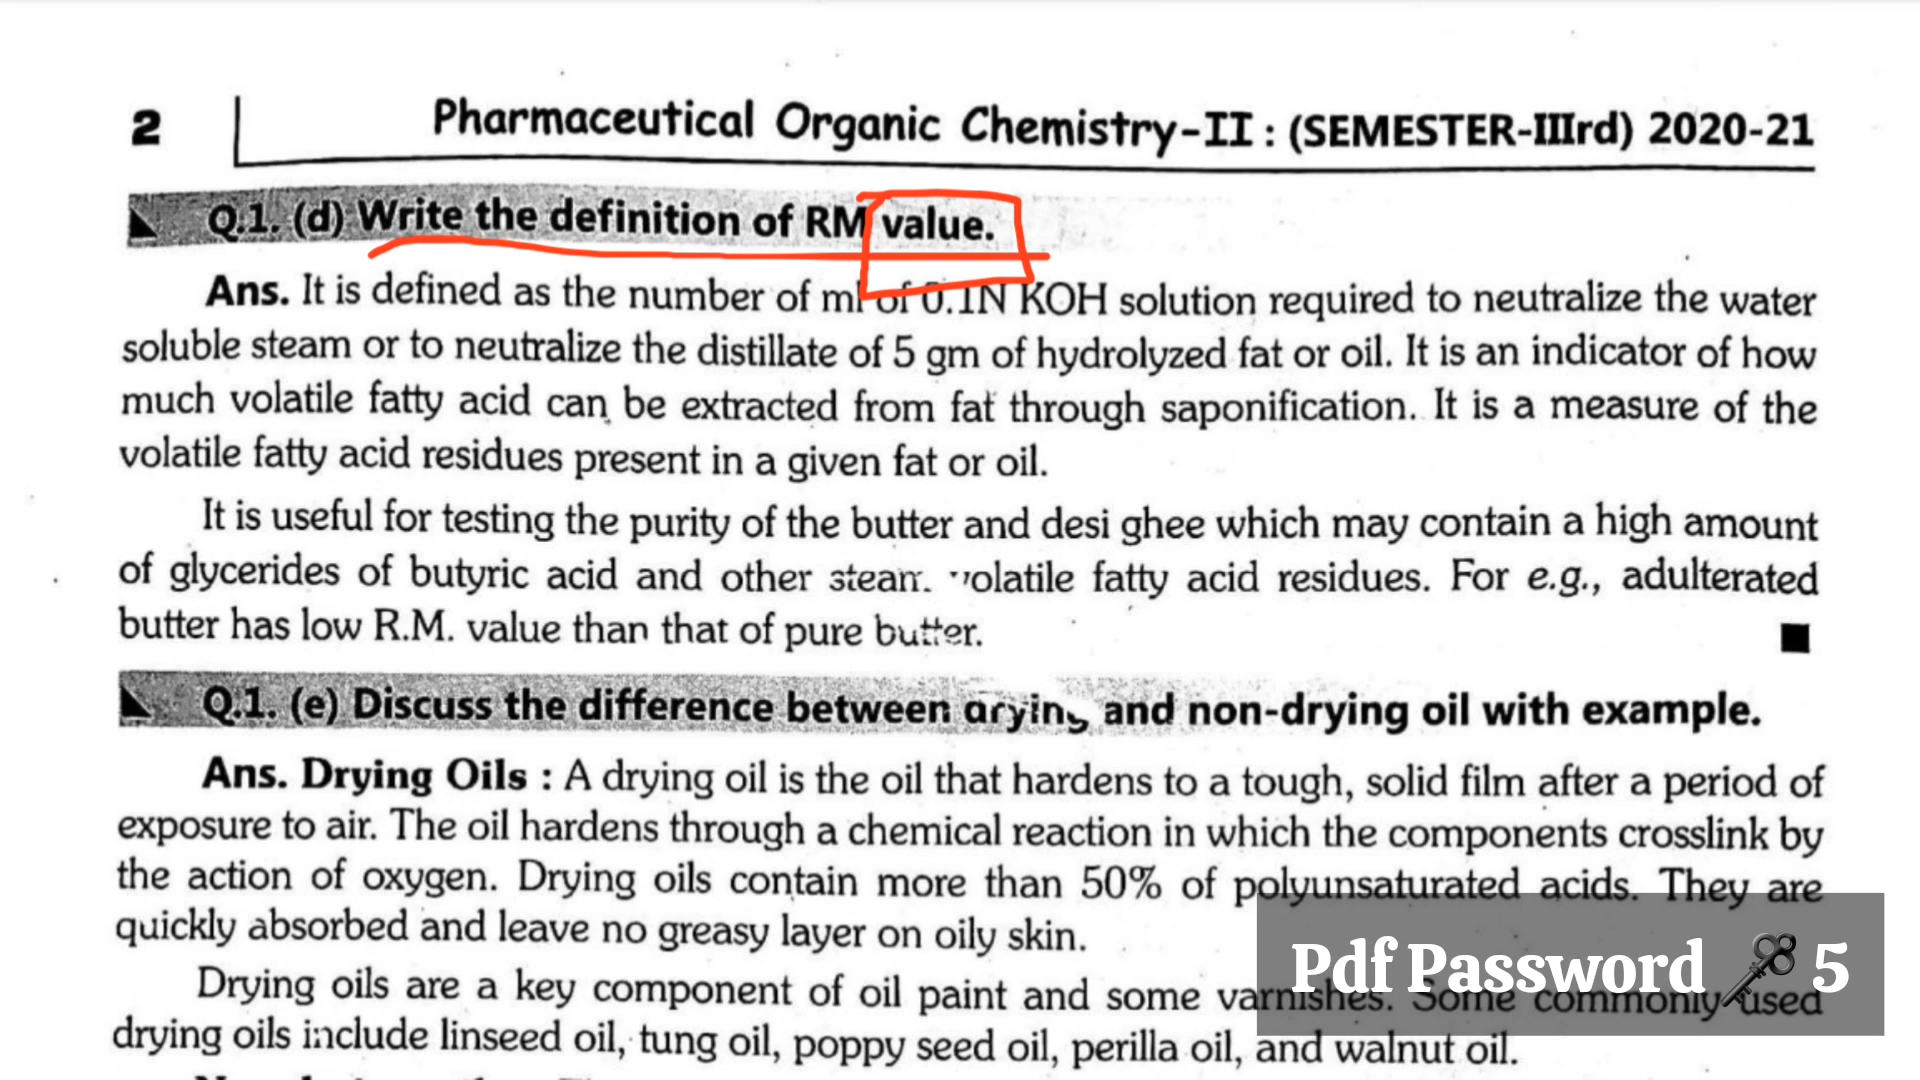 2 Pharmaceutical Organic Chemistry-II : (SEMESTER-IIIrd) 2020-21
Q.1. (d) Write the definition of RM value.
Ans. It is defined as the number of ml of 0.1N KOH solution required to neutralize the water
soluble steam or to neutralize the distillate of 5 gm of hydrolyzed fat or oil. It is an indicator of how
much volatile fatty acid can be extracted from fat through saponification. It is a measure of the
volatile fatty acid residues present in a given fat or oil.
It is useful for testing the purity of the butter and desi ghee which may contain a high amount
of glycerides of butyric acid and other steam volatile fatty acid residues. For e.g., adulterated
butter has low R.M. value than that of pure butter.
Q.1. (e) Discuss the difference between drying and non-drying oil with example.
Ans. Drying Oils : A drying oil is the oil that hardens to a tough, solid film after a period of
exposure to air. The oil hardens through a chemical reaction in which the components crosslink by
the action of oxygen. Drying oils contain more than 50% of polyunsaturated acids. They are
quickly absorbed and leave no greasy layer on oily skin.
Drying oils are a key component of oil paint and some varnishes. Some commonly used
drying oils include linseed oil, tung oil, poppy seed oil, perilla oil, and walnut oil.
Pdf Password 5